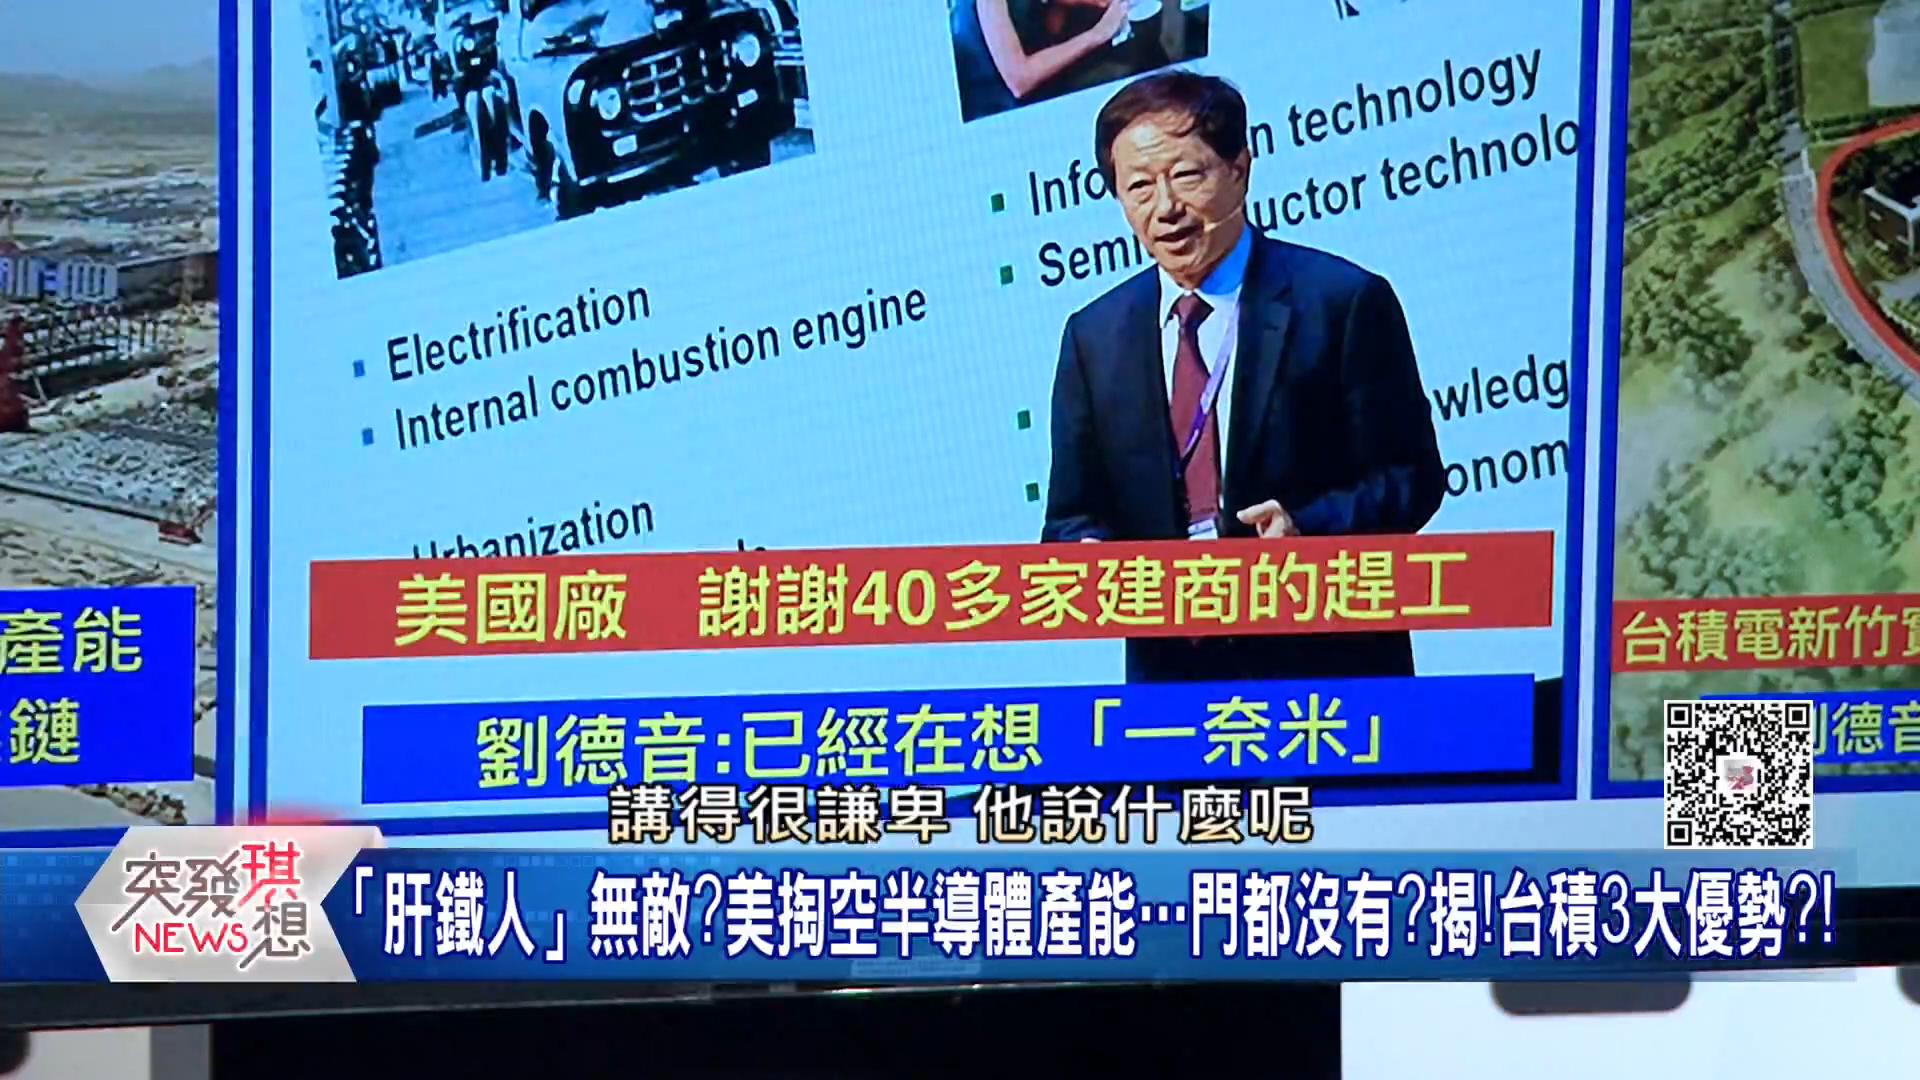 Information technology
Semiconductor technolo
Electrification
Internal combustion engine
wledg
onom
Urbanization
美國廠 謝謝40多家建商的趕工
劉德音:已經在想「一奈米」
產能
鏈
台積電新竹實
劉德音
講得很謙卑 他說什麼呢
突發琪想
NEWS
「肝鐵人」無敵?美掏空半導體產能…門都沒有?揭!台積3大優勢?!